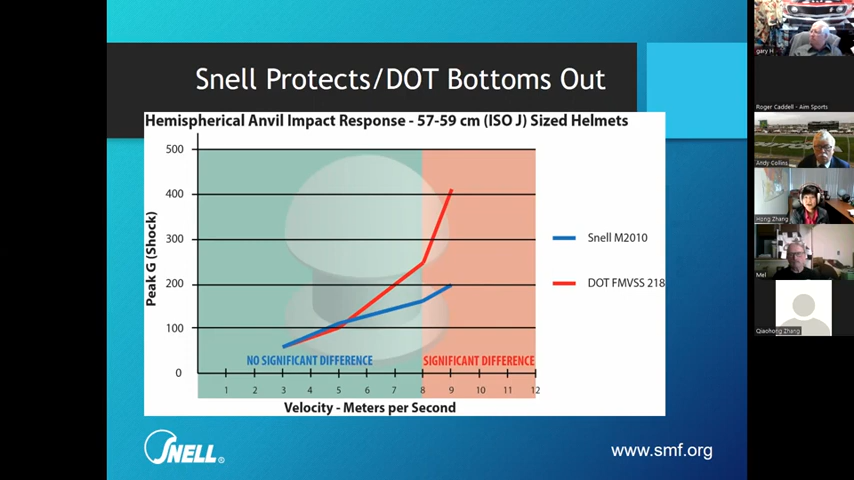 Snell Protects/DOT Bottoms Out
Hemispherical Anvil Impact Response - 57-59 cm (ISO J) Sized Helmets
Peak G (Shock)
500
400
300
200
100
0
NO SIGNIFICANT DIFFERENCE
SIGNIFICANT DIFFERENCE
1 2 3 4 5 6 7 8 9 10 11 12
Velocity - Meters per Second
Snell M2010
DOT FMVSS 218
SNELL®
www.smf.org
gary H
Roger Caddell - Aim Sports
Andy Collins
Hong Zhang
Mel
Qiaohong Zhang